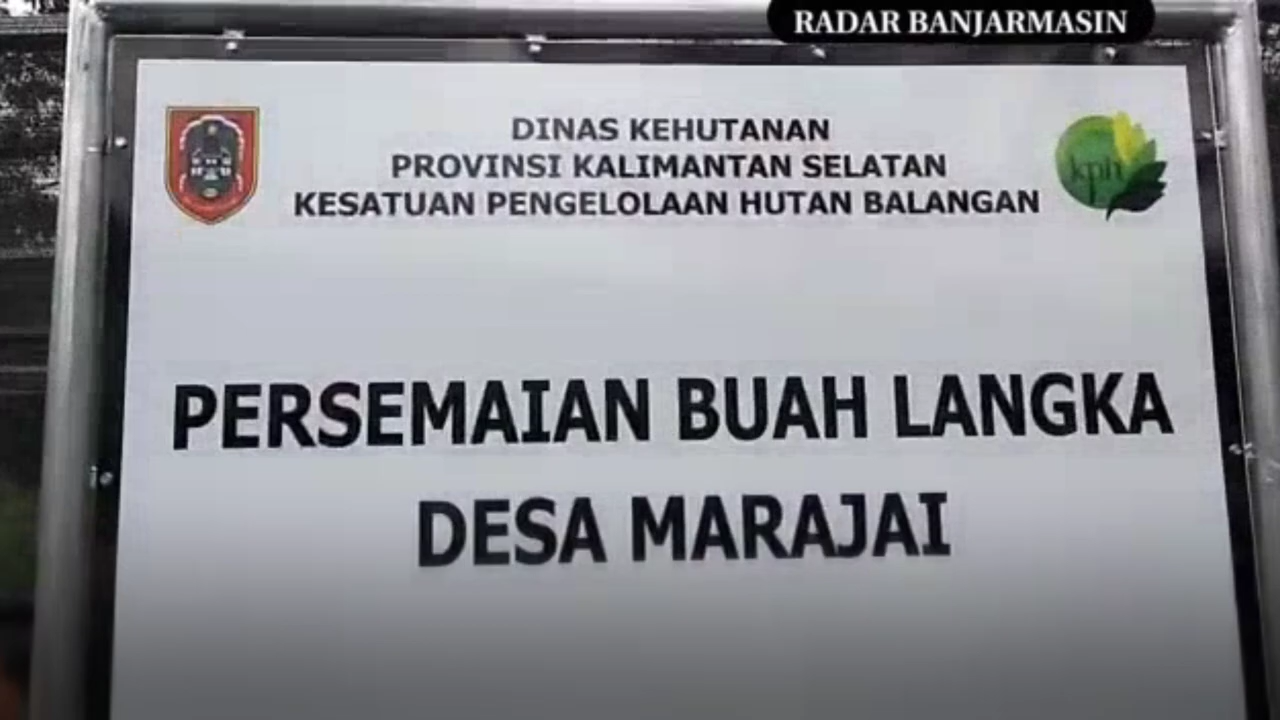 RADAR BANJARMASIN
DINAS KEHUTANAN
PROVINSI KALIMANTAN SELATAN
KESATUAN PENGELOLAAN HUTAN BALANGAN
kph
PERSEMAIAN BUAH LANGKA
DESA MARAJAI